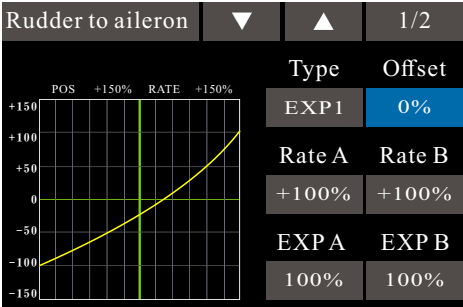 Rudder to aileron ▼ ▲ 1/2
Type Offset
POS +150% RATE +150%
EXP1 0%
+150
+100
+50
0
−50
−100
−150
Rate A Rate B
+100% +100%
EXP A EXP B
100% 100%